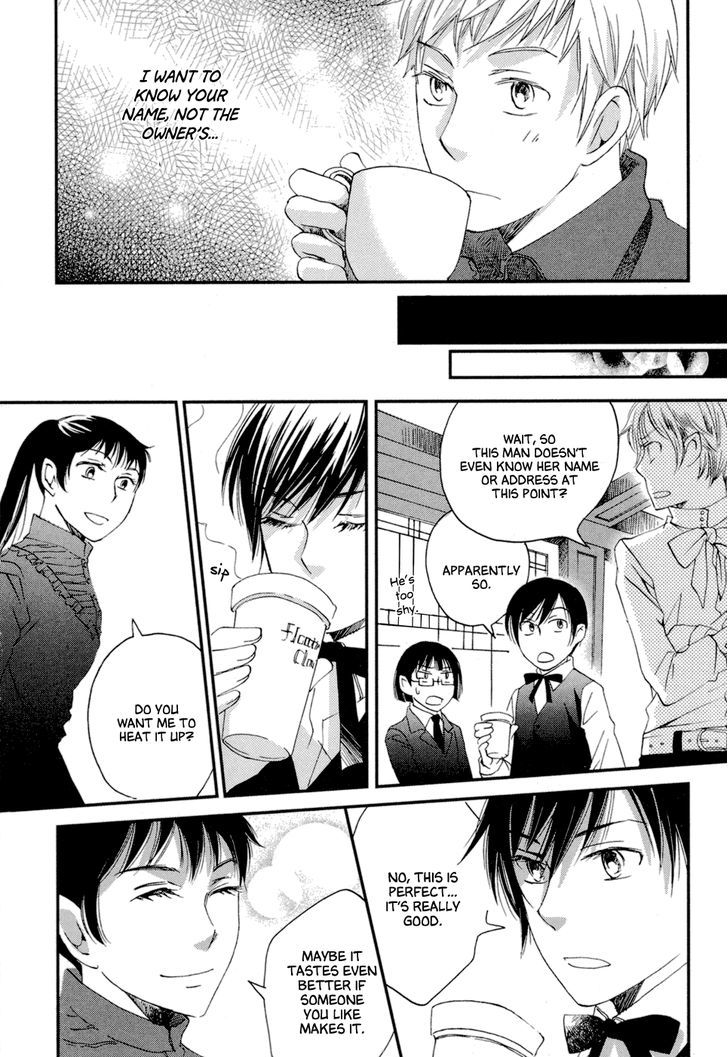 I WANT TO
KNOW YOUR
NAME, NOT THE
OWNER'S...
WAIT, SO
THIS MAN DOESN'T
EVEN KNOW HER NAME
OR ADDRESS AT
THIS POINT?
APPARENTLY
SO.
He's
too
shy.
sip
DO YOU
WANT ME TO
HEAT IT UP?
NO, THIS IS
PERFECT...
IT'S REALLY
GOOD.
MAYBE IT
TASTES EVEN
BETTER IF
SOMEONE
YOU LIKE
MAKES IT.